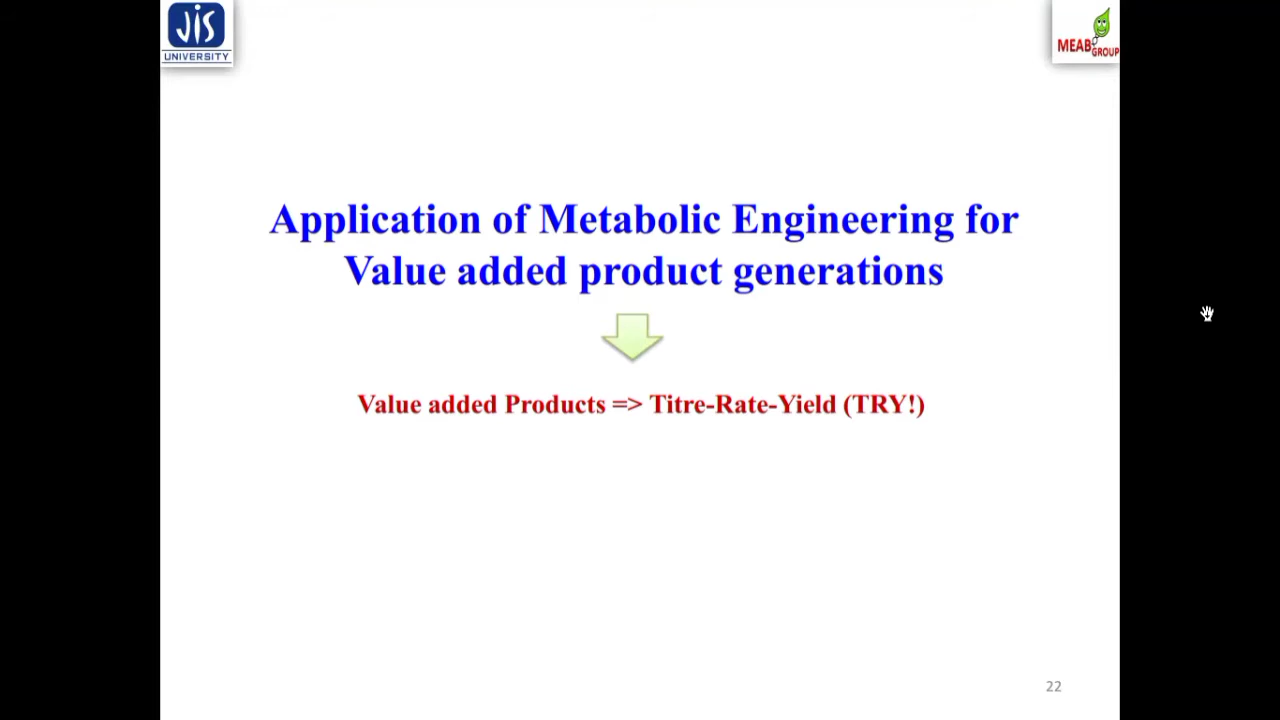 JIS
UNIVERSITY
MEAB
GROUP
Application of Metabolic Engineering for
Value added product generations
Value added Products => Titre-Rate-Yield (TRY!)
22